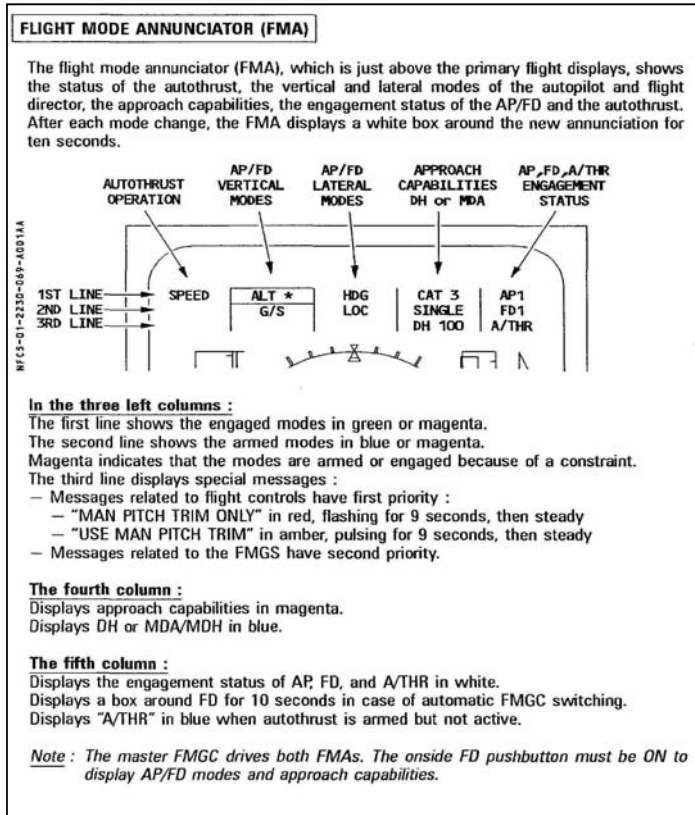 FLIGHT MODE ANNUNCIATOR (FMA)
The flight mode annunciator (FMA), which is just above the primary flight displays, shows
the status of the autothrust, the vertical and lateral modes of the autopilot and flight
director, the approach capabilities, the engagement status of the AP/FD and the autothrust.
After each mode change, the FMA displays a white box around the new annunciation for
ten seconds.
AUTOTHRUST
OPERATION
AP/FD
VERTICAL
MODES
AP/FD
LATERAL
MODES
APPROACH
CAPABILITIES
DH or MDA
AP,FD,A/THR
ENGAGEMENT
STATUS
NFC5-01-2230-069-A001AA
1ST LINE SPEED ALT * HDG CAT 3 AP1
2ND LINE G/S LOC SINGLE FD1
3RD LINE DH 100 A/THR
In the three left columns :
The first line shows the engaged modes in green or magenta.
The second line shows the armed modes in blue or magenta.
Magenta indicates that the modes are armed or engaged because of a constraint.
The third line displays special messages :
— Messages related to flight controls have first priority :
— "MAN PITCH TRIM ONLY" in red, flashing for 9 seconds, then steady
— "USE MAN PITCH TRIM" in amber, pulsing for 9 seconds, then steady
— Messages related to the FMGS have second priority.
The fourth column :
Displays approach capabilities in magenta.
Displays DH or MDA/MDH in blue.
The fifth column :
Displays the engagement status of AP, FD, and A/THR in white.
Displays a box around FD for 10 seconds in case of automatic FMGC switching.
Displays "A/THR" in blue when autothrust is armed but not active.
Note : The master FMGC drives both FMAs. The onside FD pushbutton must be ON to
display AP/FD modes and approach capabilities.